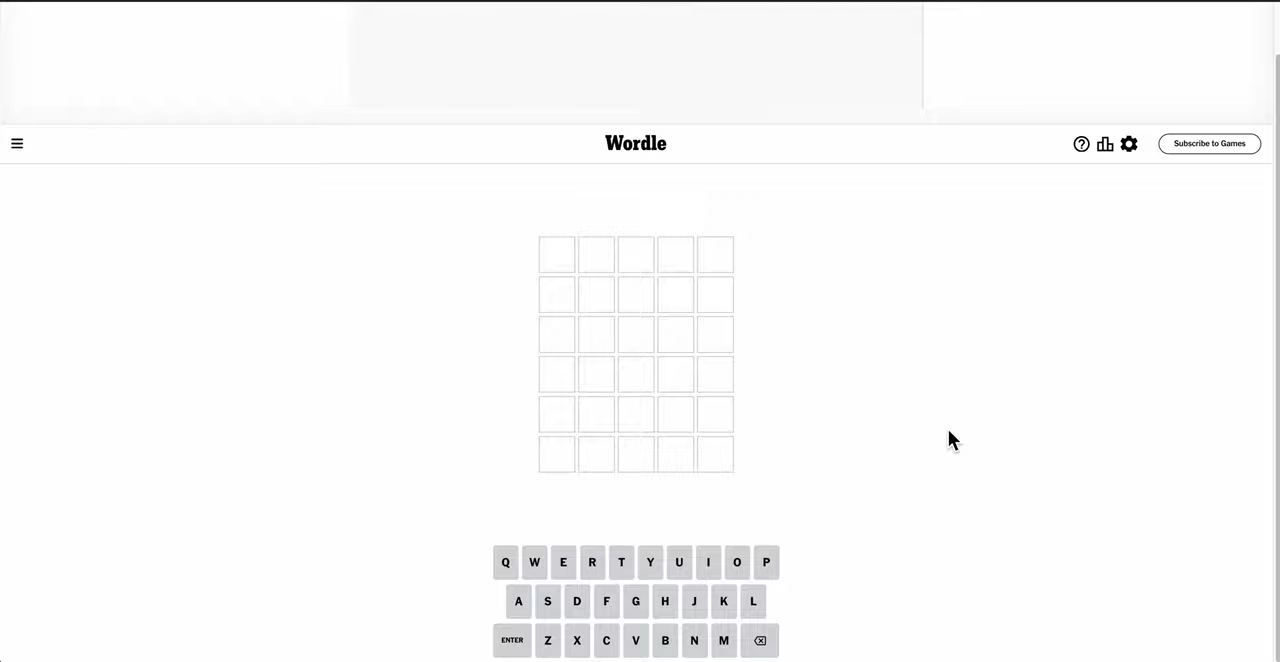 Wordle
Subscribe to Games
Q W E R T Y U I O P
A S D F G H J K L
ENTER Z X C V B N M